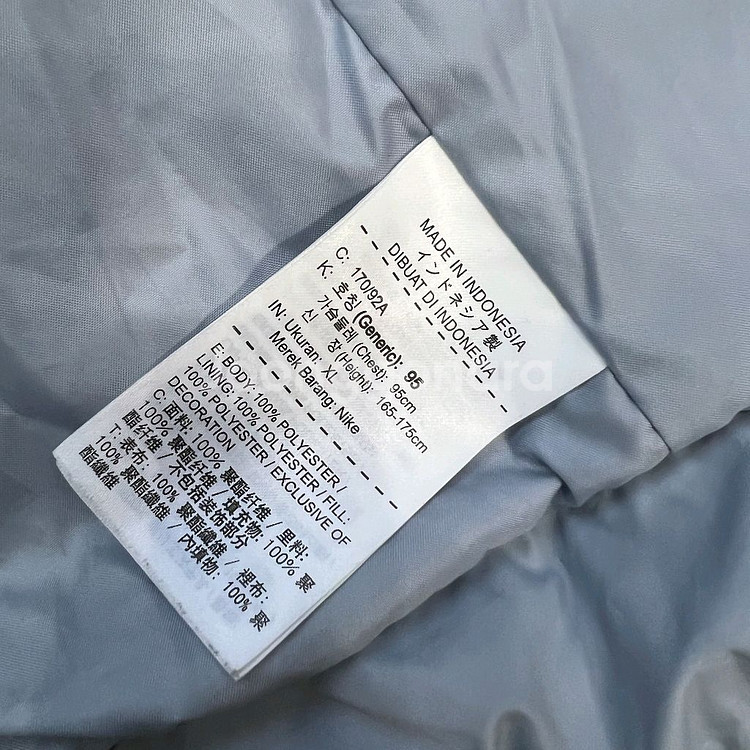 MADE IN INDONESIA
インドネシア製
DIBUAT DI INDONESIA
C: 170/92A
K: 호칭 (Generic): 95
가슴둘레 (Chest): 95cm
신 장 (Height): 165-175cm
IN: Ukuran: XL
Merek Barang: Nike
E: BODY: 100% POLYESTER /
LINING: 100% POLYESTER / FILL:
100% POLYESTER / EXCLUSIVE OF
DECORATION
C: 面料: 100% 聚酯纤维 / 里料:
100% 聚酯纤维 / 填充物: 100% 聚
酯纤维 / 不包括装饰部分
T: 表布: 100% 聚酯纖維 / 裡布:
100% 聚酯纖維 / 內填物: 100% 聚
酯纖維